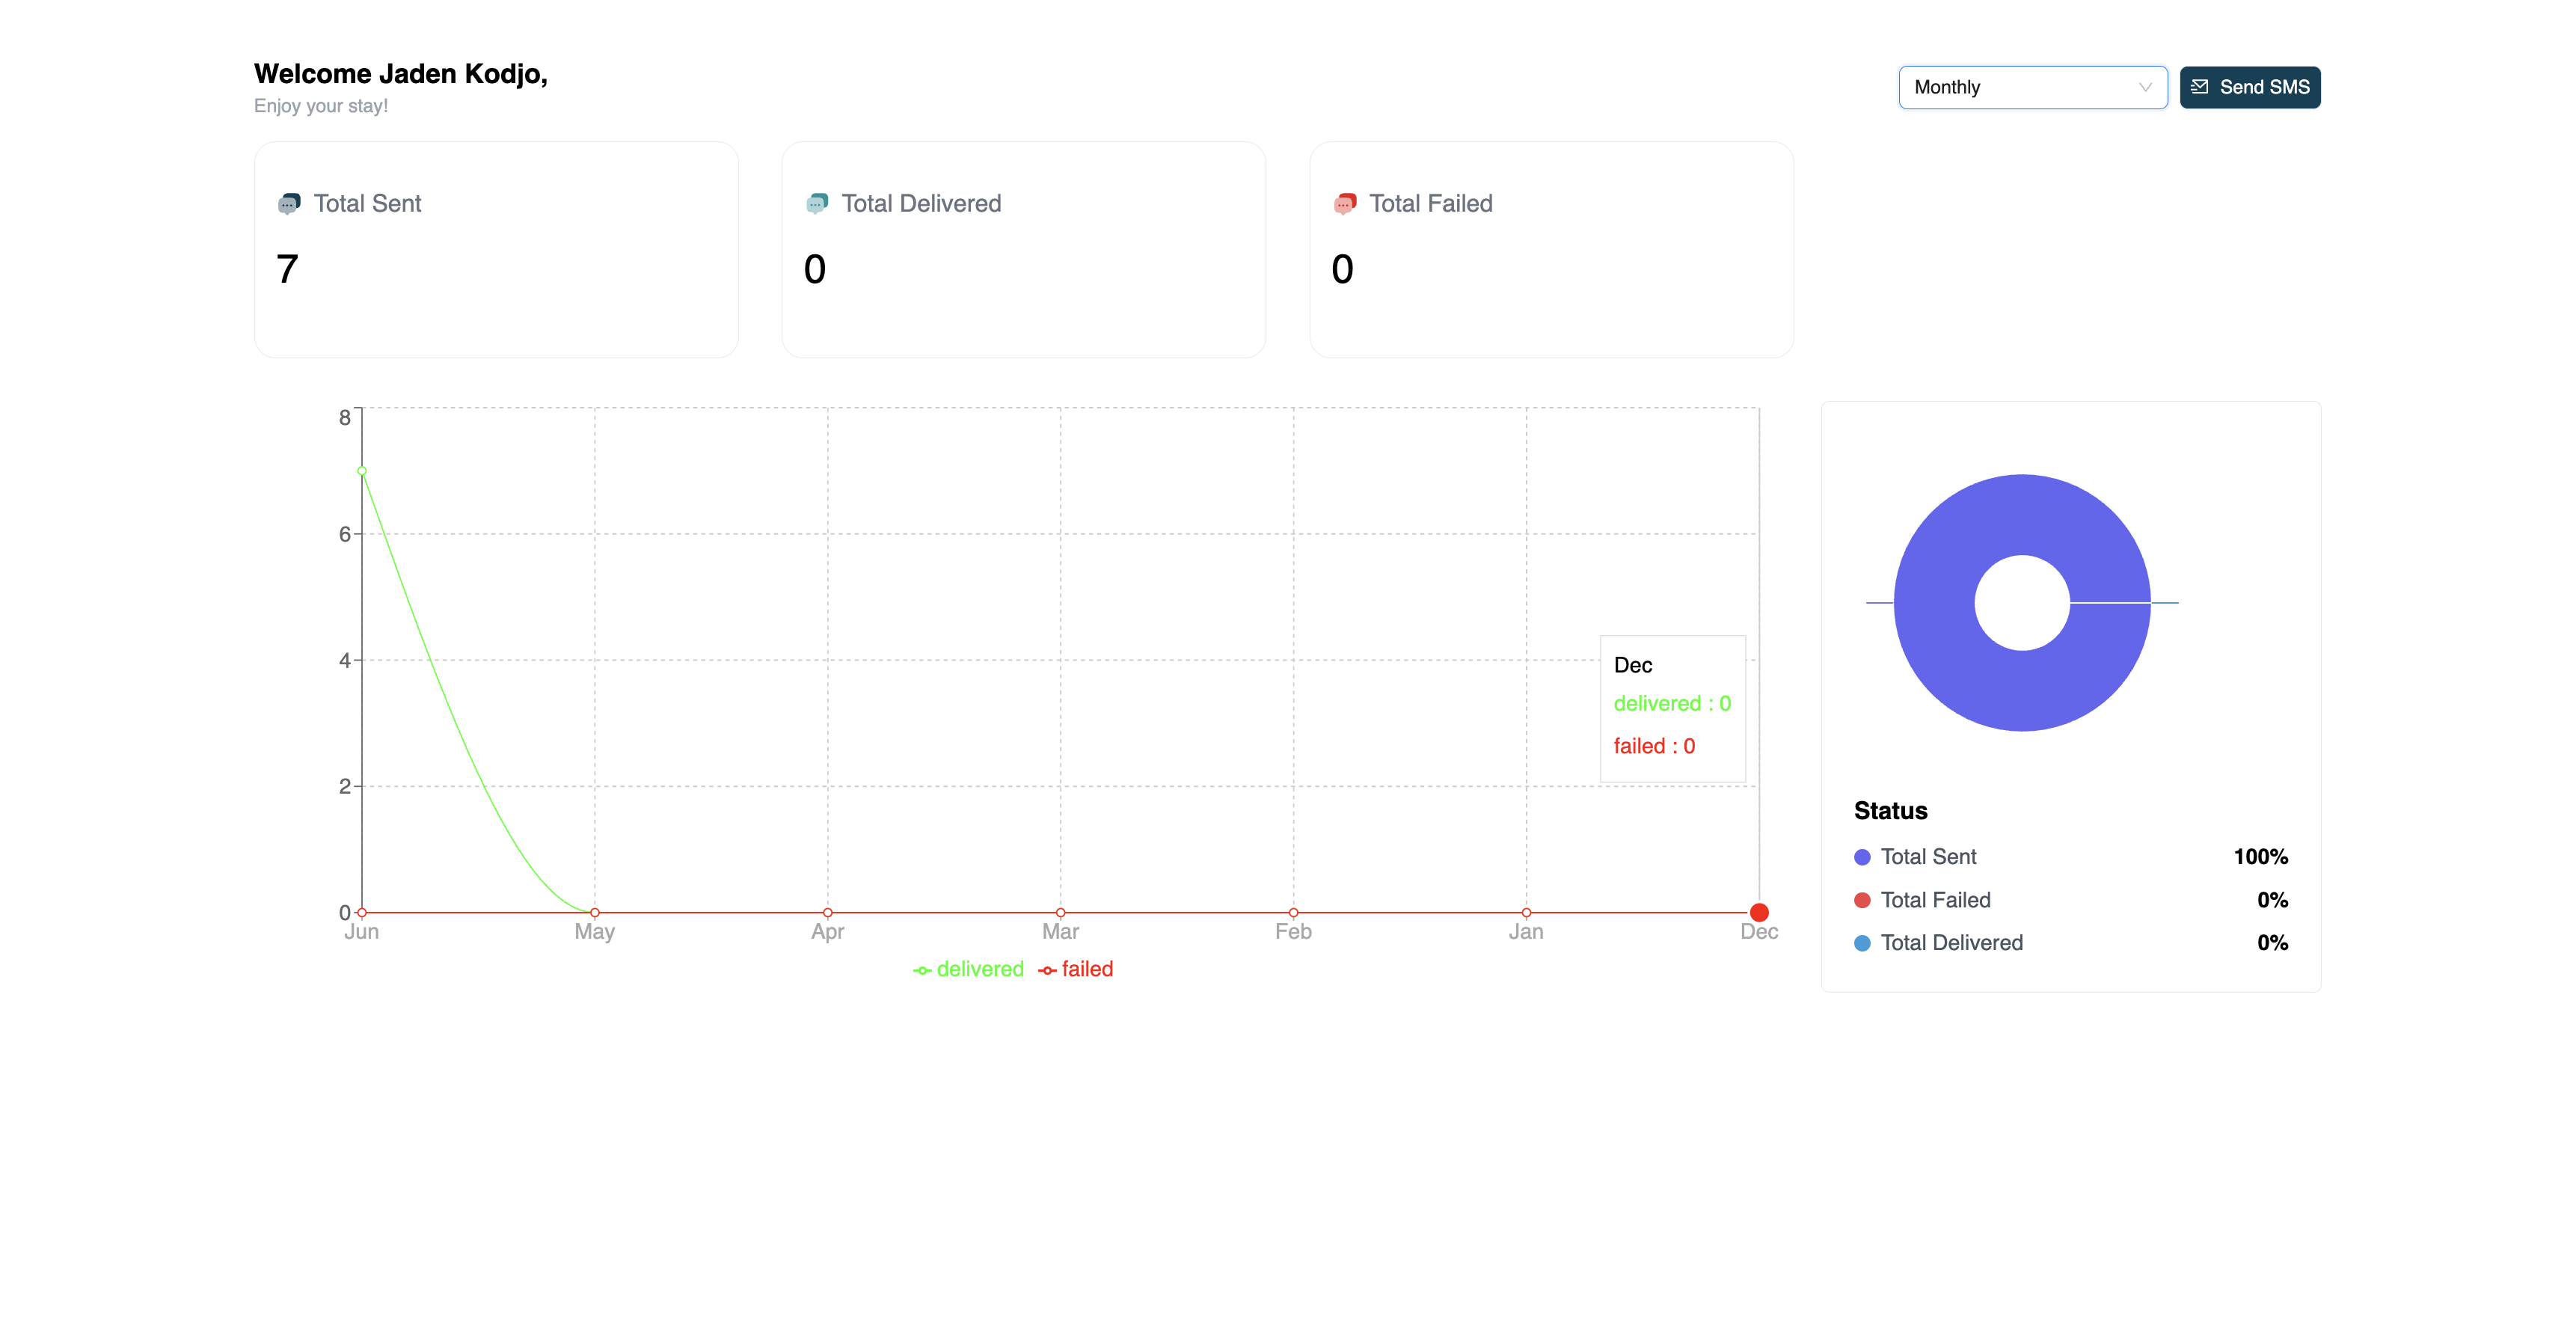 Welcome Jaden Kodjo,
Enjoy your stay!
Monthly
Send SMS
Total Sent
7
Total Delivered
0
Total Failed
0
8
6
4
2
0
Jun May Apr Mar Feb Jan Dec
delivered failed
Dec
delivered : 0
failed : 0
Status
Total Sent 100%
Total Failed 0%
Total Delivered 0%